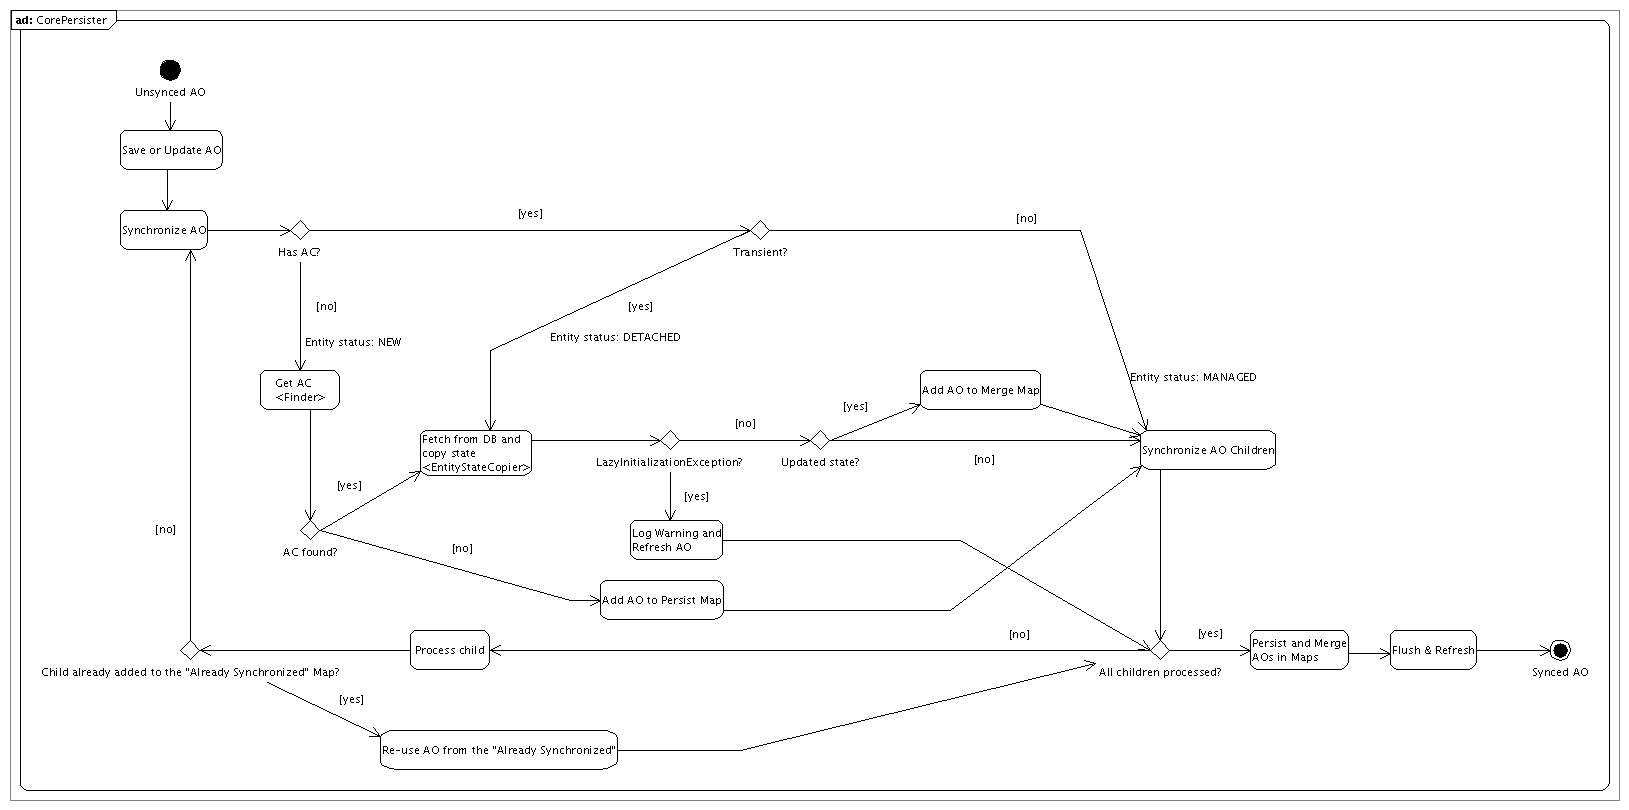 ad: CorePersister
Unsynced AO
Save or Update AO
Synchronize AO
Has AC?
[yes]
Transient?
[no]
[no]
[yes]
Entity status: NEW
Entity status: DETACHED
Get AC
<Finder>
Entity status: MANAGED
Add AO to Merge Map
[yes]
[no]
Fetch from DB and
copy state
<EntityStateCopier>
LazyInitializationException?
Updated state?
[no]
Synchronize AO Children
[yes]
[yes]
[no]
AC found?
[no]
Log Warning and
Refresh AO
Add AO to Persist Map
[no]
[yes]
Process child
Child already added to the "Already Synchronized" Map?
All children processed?
Persist and Merge
AOs in Maps
Flush & Refresh
Synced AO
[yes]
Re-use AO from the "Already Synchronized"